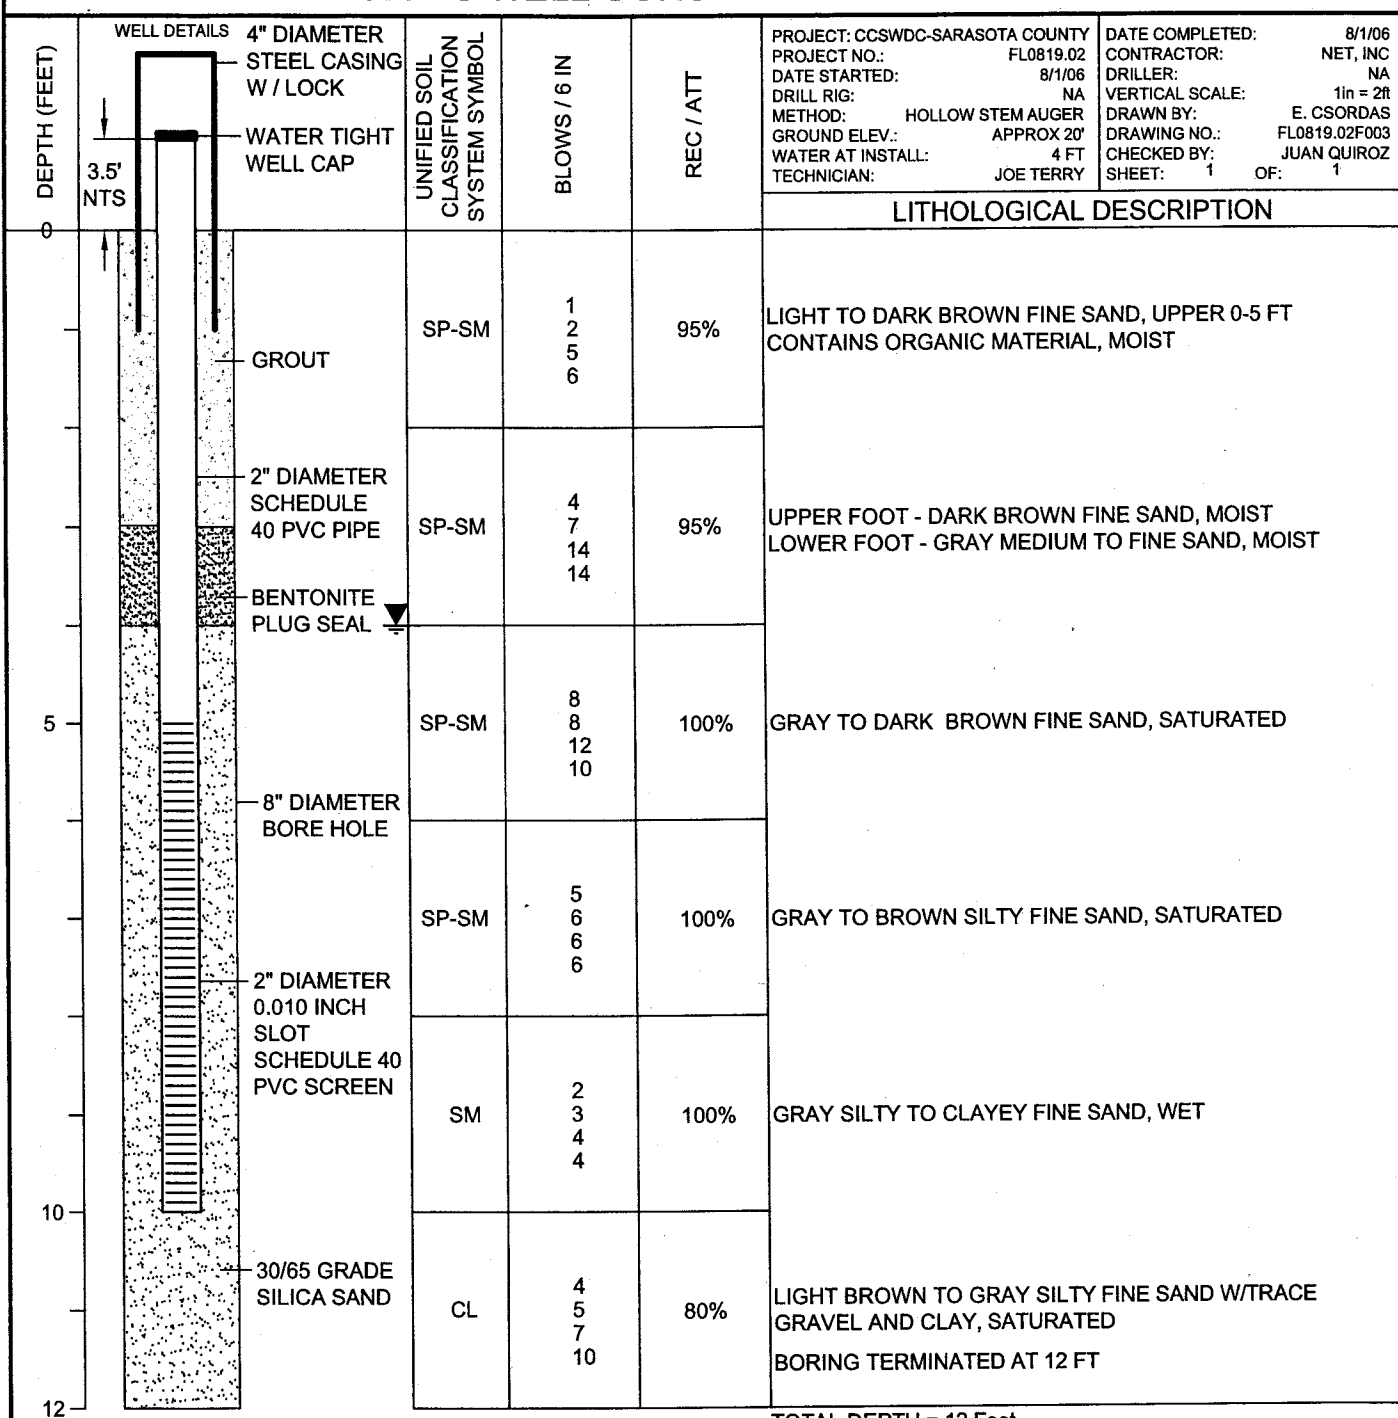 WELL DETAILS
4" DIAMETER
STEEL CASING
W / LOCK
WATER TIGHT
WELL CAP
DEPTH (FEET)
3.5'
NTS
UNIFIED SOIL
CLASSIFICATION
SYSTEM SYMBOL
BLOWS / 6 IN
REC / ATT
PROJECT: CCSWDC-SARASOTA COUNTY
PROJECT NO.: FL0819.02
DATE STARTED: 8/1/06
DRILL RIG: NA
METHOD: HOLLOW STEM AUGER
GROUND ELEV.: APPROX 20'
WATER AT INSTALL: 4 FT
TECHNICIAN: JOE TERRY
DATE COMPLETED: 8/1/06
CONTRACTOR: NET, INC
DRILLER: NA
VERTICAL SCALE: 1in = 2ft
DRAWN BY: E. CSORDAS
DRAWING NO.: FL0819.02F003
CHECKED BY: JUAN QUIROZ
SHEET: 1 OF: 1
LITHOLOGICAL DESCRIPTION
0
GROUT
SP-SM
1
2
5
6
95%
LIGHT TO DARK BROWN FINE SAND, UPPER 0-5 FT
CONTAINS ORGANIC MATERIAL, MOIST
2" DIAMETER
SCHEDULE
40 PVC PIPE
BENTONITE
PLUG SEAL
SP-SM
4
7
14
14
95%
UPPER FOOT - DARK BROWN FINE SAND, MOIST
LOWER FOOT - GRAY MEDIUM TO FINE SAND, MOIST
5
8" DIAMETER
BORE HOLE
SP-SM
8
8
12
10
100%
GRAY TO DARK BROWN FINE SAND, SATURATED
SP-SM
5
6
6
6
100%
GRAY TO BROWN SILTY FINE SAND, SATURATED
2" DIAMETER
0.010 INCH
SLOT
SCHEDULE 40
PVC SCREEN
SM
2
3
4
4
100%
GRAY SILTY TO CLAYEY FINE SAND, WET
10
30/65 GRADE
SILICA SAND
CL
4
5
7
10
80%
LIGHT BROWN TO GRAY SILTY FINE SAND W/TRACE
GRAVEL AND CLAY, SATURATED
BORING TERMINATED AT 12 FT
12
TOTAL DEPTH = 12 Feet